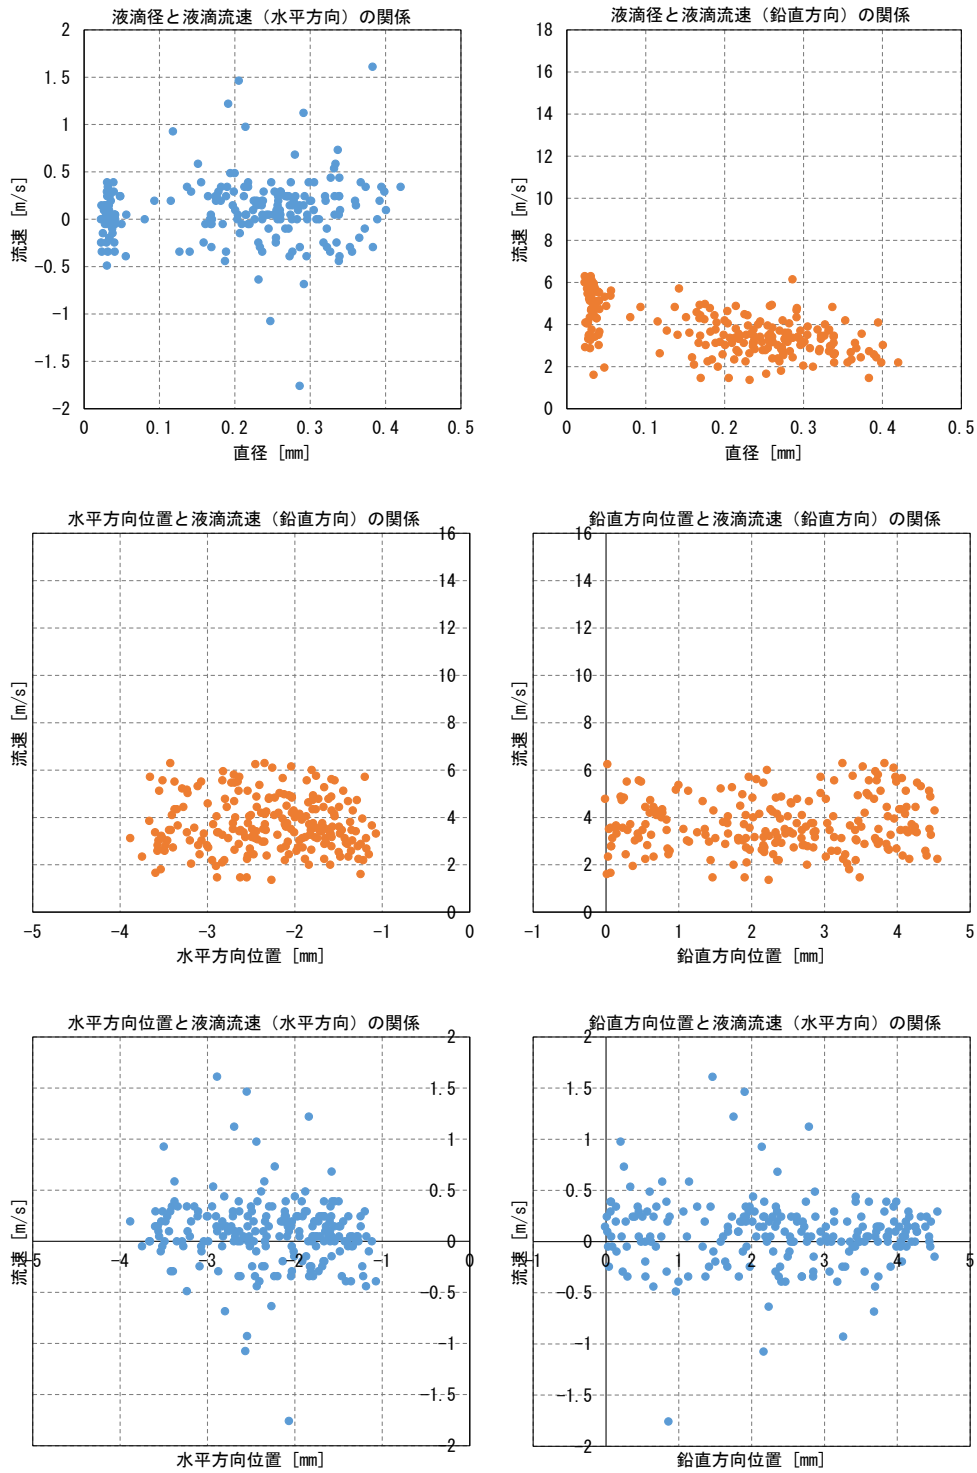 液滴径と液滴流速（水平方向）の関係
2
1.5
1
0.5
0
-0.5
-1
-1.5
-2
流速 [m/s]
0 0.1 0.2 0.3 0.4 0.5
直径 [mm]
液滴径と液滴流速（鉛直方向）の関係
18
16
14
12
10
8
6
4
2
0
流速 [m/s]
0 0.1 0.2 0.3 0.4 0.5
直径 [mm]
水平方向位置と液滴流速（鉛直方向）の関係
16
14
12
10
8
6
4
2
0
流速 [m/s]
-5 -4 -3 -2 -1 0
水平方向位置 [mm]
鉛直方向位置と液滴流速（鉛直方向）の関係
16
14
12
10
8
6
4
2
0
流速 [m/s]
-1 0 1 2 3 4 5
鉛直方向位置 [mm]
水平方向位置と液滴流速（水平方向）の関係
2
1.5
1
0.5
0
-0.5
-1
-1.5
-2
流速 [m/s]
-5 -4 -3 -2 -1 0
水平方向位置 [mm]
鉛直方向位置と液滴流速（水平方向）の関係
2
1.5
1
0.5
0
-0.5
-1
-1.5
-2
流速 [m/s]
-1 0 1 2 3 4 5
鉛直方向位置 [mm]